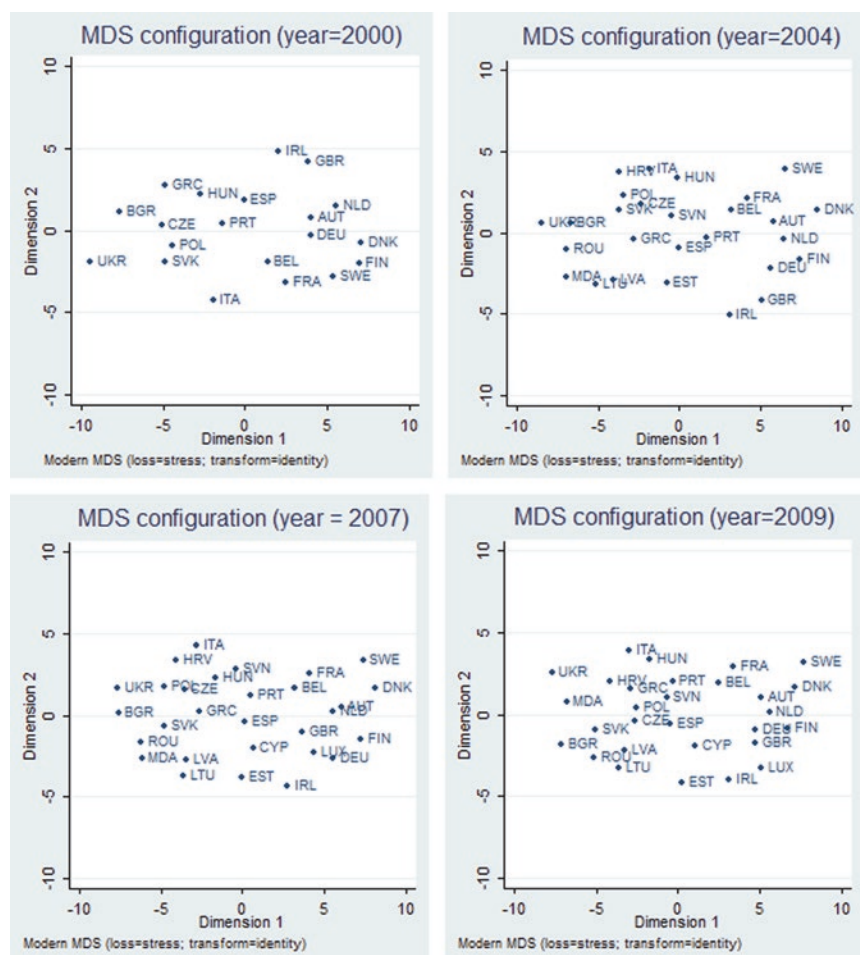 MDS configuration (year=2000)
Dimension 2
10
5
0
-5
-10
IRL
GBR
GRC
HUN
ESP
NLD
BGR
AUT
CZE
PRT
DEU
DNK
POL
UKR
SVK
BEL
FIN
SWE
FRA
ITA
-10 -5 0 5 10
Dimension 1
Modern MDS (loss=stress; transform=identity)
MDS configuration (year=2004)
Dimension 2
10
5
0
-5
-10
HRV
ITA
SWE
HUN
POL
FRA
CZE
SVK
BEL
DNK
SVN
UKR
BGR
AUT
GRC
PRT
NLD
ROU
ESP
FIN
DEU
MDA
LVA
LTU
EST
GBR
IRL
-10 -5 0 5 10
Dimension 1
Modern MDS (loss=stress; transform=identity)
MDS configuration (year = 2007)
Dimension 2
10
5
0
-5
-10
ITA
HRV
SWE
SVN
FRA
HUN
UKR
POL
CZE
BEL
DNK
PRT
AUT
BGR
GRC
NLD
ESP
SVK
GBR
ROU
FIN
CYP
LUX
MDA
LVA
DEU
LTU
EST
IRL
-10 -5 0 5 10
Dimension 1
Modern MDS (loss=stress; transform=identity)
MDS configuration (year=2009)
Dimension 2
10
5
0
-5
-10
ITA
HUN
SWE
FRA
UKR
HRV
PRT
BEL
DNK
GRC
SVN
AUT
MDA
POL
NLD
CZE
ESP
SVK
DEU
FIN
BGR
CYP
GBR
LVA
ROU
LTU
LUX
EST
IRL
-10 -5 0 5 10
Dimension 1
Modern MDS (loss=stress; transform=identity)